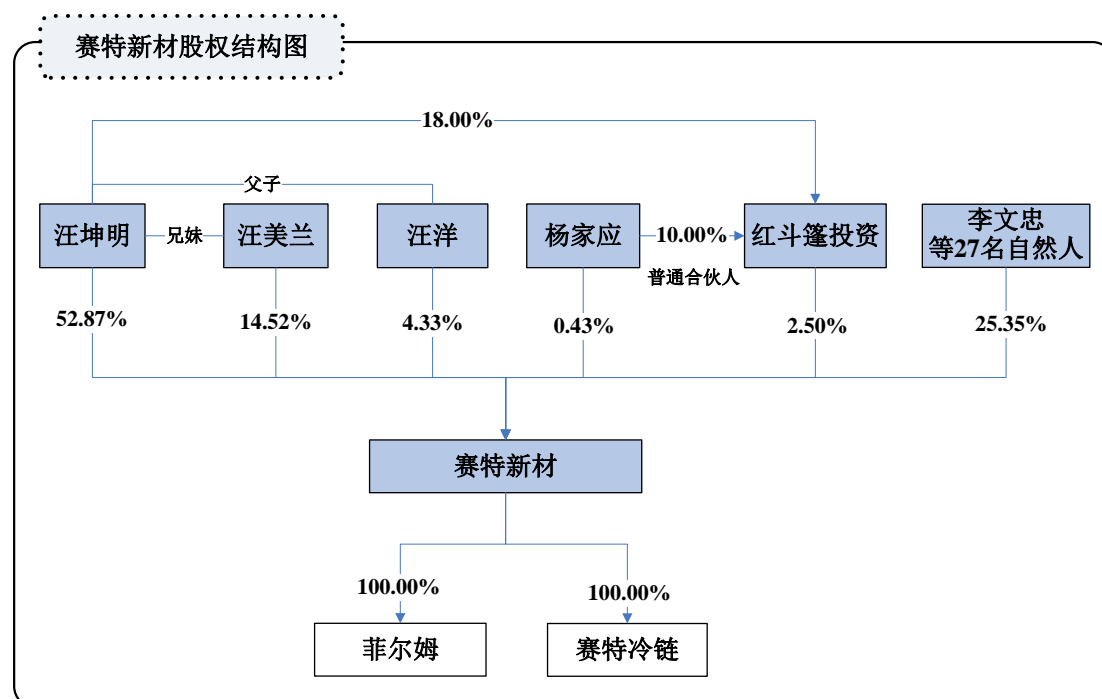 赛特新材股权结构图
18.00%
父子
汪坤明
兄妹
汪美兰
汪洋
杨家应
10.00%
普通合伙人
红斗篷投资
李文忠
等27名自然人
52.87%
14.52%
4.33%
0.43%
2.50%
25.35%
赛特新材
100.00%
100.00%
菲尔姆
赛特冷链